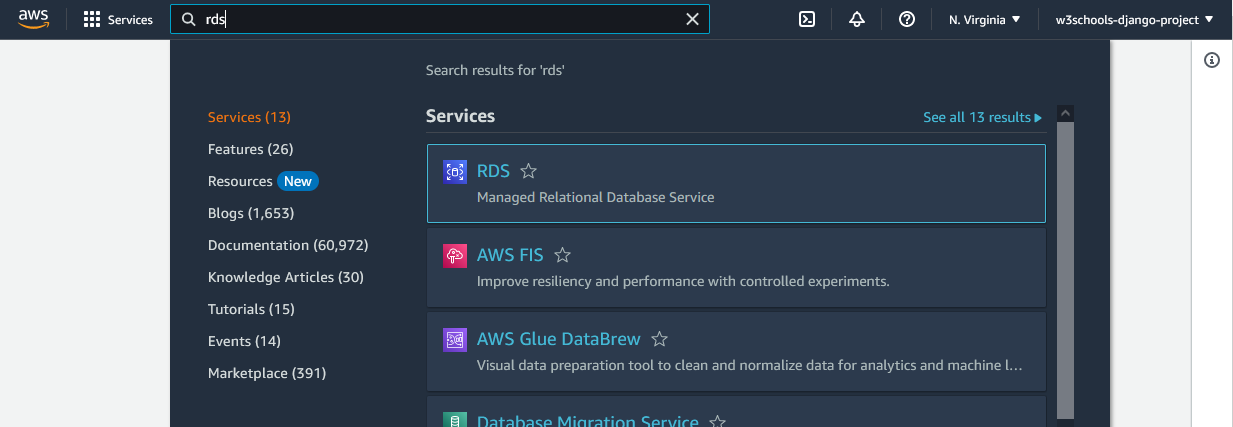 aws Services rds N. Virginia w3schools-django-project
Search results for 'rds'
Services (13)
Features (26)
Resources New
Blogs (1,653)
Documentation (60,972)
Knowledge Articles (30)
Tutorials (15)
Events (14)
Marketplace (391)
Services See all 13 results
RDS
Managed Relational Database Service
AWS FIS
Improve resiliency and performance with controlled experiments.
AWS Glue DataBrew
Visual data preparation tool to clean and normalize data for analytics and machine l...
Database Migration Service